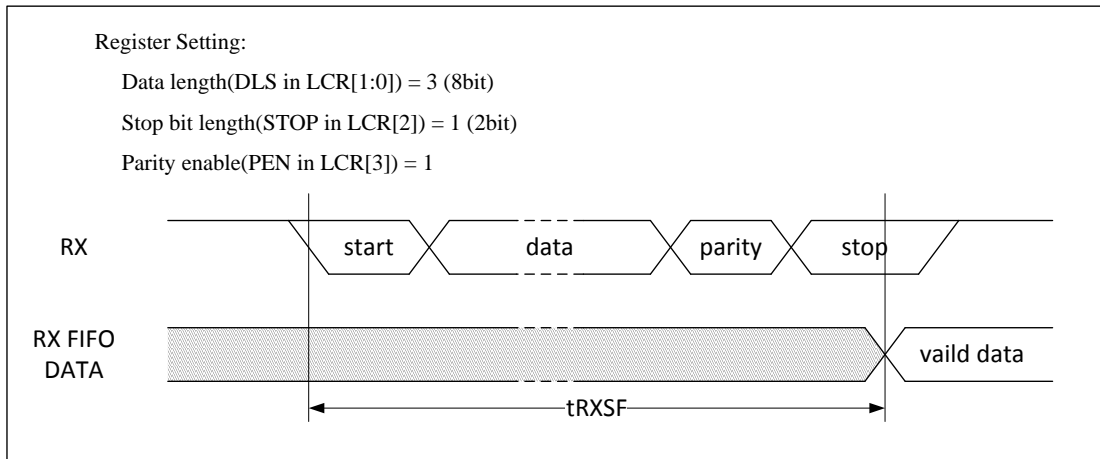 Register Setting:
Data length(DLS in LCR[1:0]) = 3 (8bit)
Stop bit length(STOP in LCR[2]) = 1 (2bit)
Parity enable(PEN in LCR[3]) = 1
RX
start
data
parity
stop
RX FIFO
DATA
vaild data
tRXSF